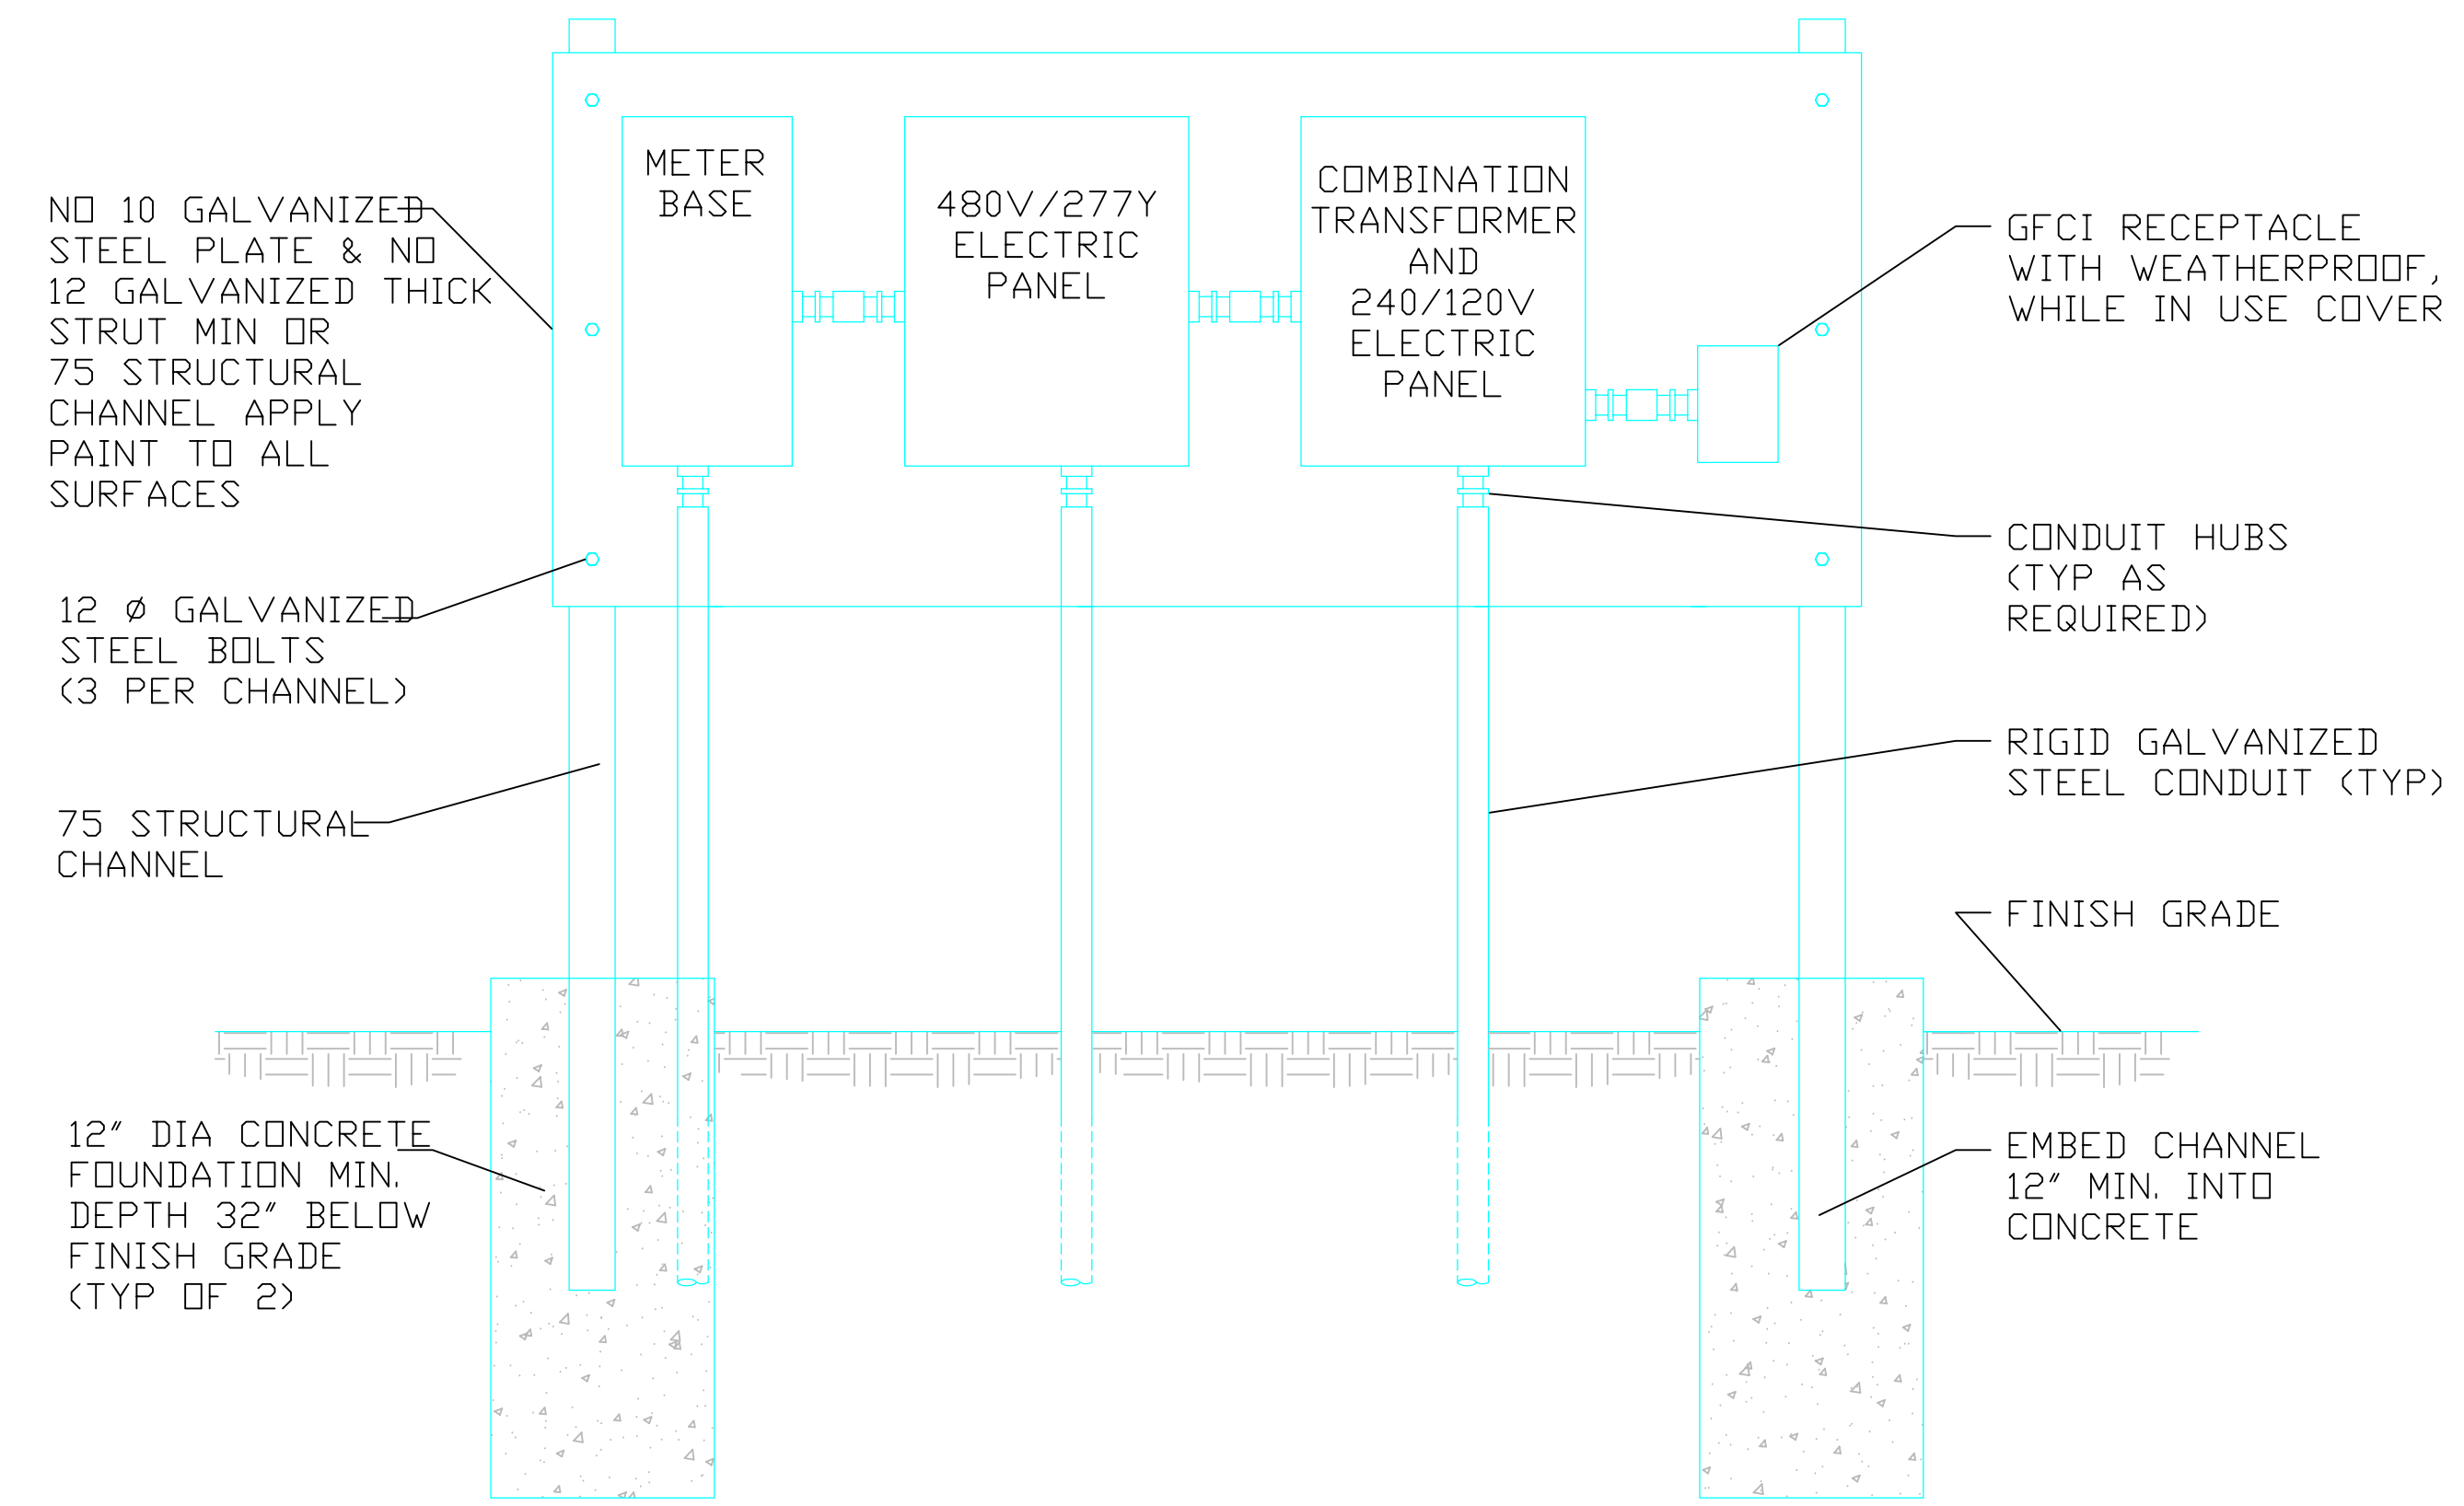 NO 10 GALVANIZED
STEEL PLATE & NO
12 GALVANIZED THICK
STRUT MIN OR
75 STRUCTURAL
CHANNEL APPLY
PAINT TO ALL
SURFACES
12 Ø GALVANIZED
STEEL BOLTS
(3 PER CHANNEL)
75 STRUCTURAL
CHANNEL
12" DIA CONCRETE
FOUNDATION MIN.
DEPTH 32" BELOW
FINISH GRADE
(TYP OF 2)
METER
BASE
480V/277Y
ELECTRIC
PANEL
COMBINATION
TRANSFORMER
AND
240/120V
ELECTRIC
PANEL
GFCI RECEPTACLE
WITH WEATHERPROOF,
WHILE IN USE COVER
CONDUIT HUBS
(TYP AS
REQUIRED)
RIGID GALVANIZED
STEEL CONDUIT (TYP)
FINISH GRADE
EMBED CHANNEL
12" MIN. INTO
CONCRETE